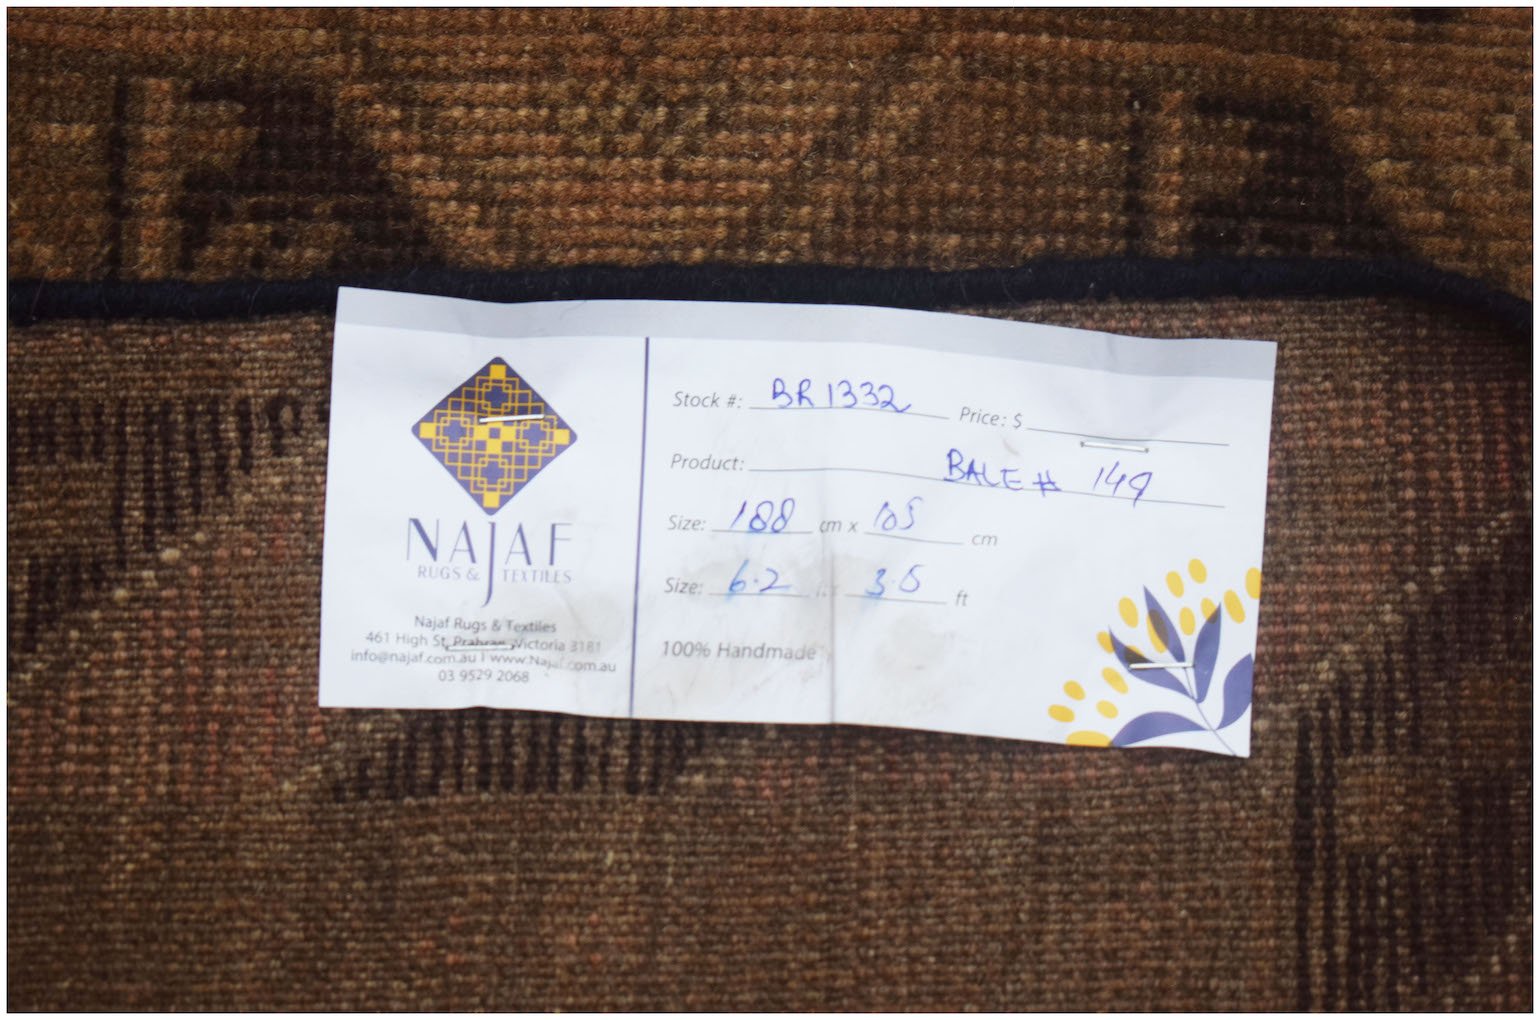 NAJAF
RUGS & TEXTILES
Najaf Rugs & Textiles
461 High St, Prahran, Victoria 3181
info@najaf.com.au | www.Najaf.com.au
03 9529 2068
Stock #: BR1332 Price: $
Product: BALE # 149
Size: 188 cm x 105 cm
Size: 6.2 ft x 3.5 ft
100% Handmade